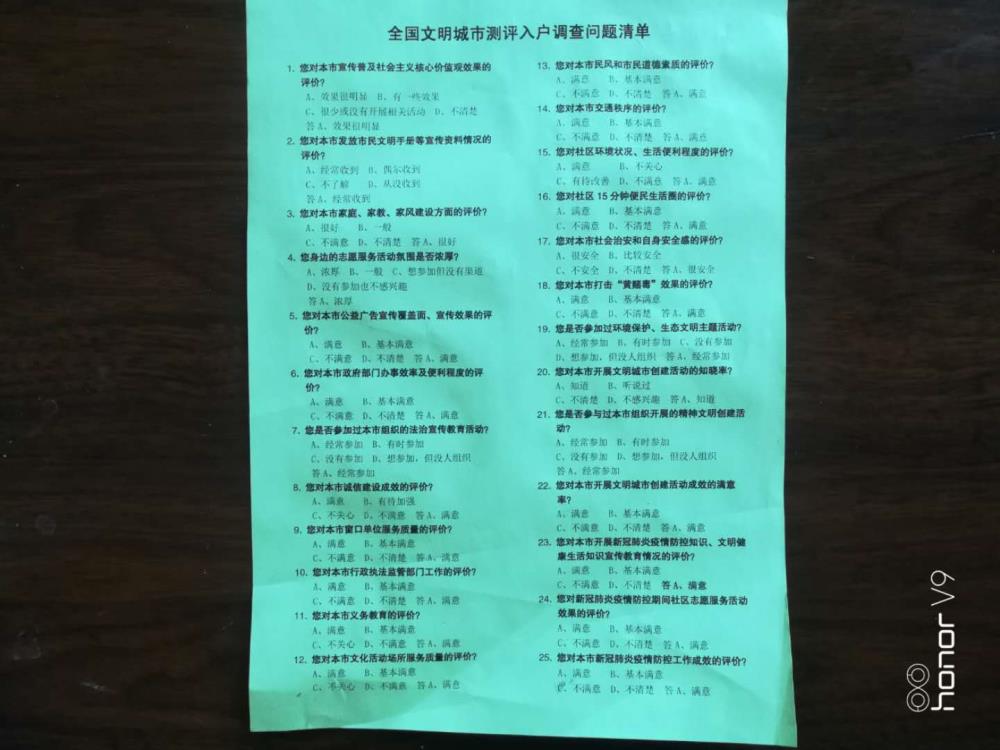 全国文明城市测评入户调查问题清单
1. 您对本市宣传普及社会主义核心价值观效果的
评价?
A、效果很明显 B、有一些效果
C、很少或没有开展相关活动 D、不清楚
答A、效果很明显
2. 您对本市发放市民文明手册等宣传资料情况的
评价?
A、经常收到 B、偶尔收到
C、不了解 D、从没收到
答A、经常收到
3. 您对本市家庭、家教、家风建设方面的评价?
A、很好 B、一般
C、不满意 D、不清楚 答A、很好
4. 您身边的志愿服务活动氛围是否浓厚?
A、浓厚 B、一般 C、想参加但没有渠道
D、没有参加也不感兴趣
答A、浓厚
5. 您对本市公益广告宣传覆盖面、宣传效果的评
价?
A、满意 B、基本满意
C、不满意 D、不清楚 答A、满意
6. 您对本市政府部门办事效率及便利程度的评
价?
A、满意 B、基本满意
C、不满意 D、不清楚 答A、满意
7. 您是否参加过本市组织的法治宣传教育活动?
A、经常参加 B、有时参加
C、没有参加 D、想参加,但没人组织
答A、经常参加
8. 您对本市诚信建设成效的评价?
A、满意 B、有待加强
C、不关心 D、不满意 答A、满意
9. 您对本市窗口单位服务质量的评价?
A、满意 B、基本满意
C、不满意 D、不清楚 答A、满意
10. 您对本市行政执法监管部门工作的评价?
A、满意 B、基本满意
C、不满意 D、不清楚 答A、满意
11. 您对本市义务教育的评价?
A、满意 B、基本满意
C、不关心 D、不满意 答A、满意
12. 您对本市文化活动场所服务质量的评价?
A、满意 B、基本满意
C、不关心 D、不满意 答A、满意
13. 您对本市民风和市民道德素质的评价?
A、满意 B、基本满意
C、不满意 D、不清楚 答A、满意
14. 您对本市交通秩序的评价?
A、满意 B、基本满意
C、不满意 D、不清楚 答A、满意
15. 您对社区环境状况、生活便利程度的评价?
A、满意 B、不关心
C、有待改善 D、不满意 答A、满意
16. 您对社区15分钟便民生活圈的评价?
A、满意 B、基本满意
C、不满意 D、不清楚 答A、满意
17. 您对本市社会治安和自身安全感的评价?
A、很安全 B、比较安全
C、不安全 D、不清楚 答A、很安全
18. 您对本市打击“黄赌毒”效果的评价?
A、满意 B、基本满意
C、不满意 D、不清楚 答A、满意
19. 您是否参加过环境保护、生态文明主题活动?
A、经常参加 B、有时参加 C、没有参加
D、想参加,但没人组织 答A、经常参加
20. 您对本市开展文明城市创建活动的知晓率?
A、知道 B、听说过
C、不清楚 D、不感兴趣 答A、知道
21. 您是否参与过本市组织开展的精神文明创建活
动?
A、经常参加 B、有时参加
C、没有参加 D、想参加,但没人组织
答A、经常参加
22. 您对本市开展文明城市创建活动成效的满意
率?
A、满意 B、基本满意
C、不满意 D、不清楚 答A、满意
23. 您对本市开展新冠肺炎疫情防控知识、文明健
康生活知识宣传教育情况的评价?
A、满意 B、基本满意
C、不满意 D、不清楚 答A、满意
24. 您对新冠肺炎疫情防控期间社区志愿服务活动
效果的评价?
A、满意 B、基本满意
C、不满意 D、不清楚 答A、满意
25. 您对本市新冠肺炎疫情防控工作成效的评价?
A、满意 B、基本满意
C、不满意 D、不清楚 答A、满意
honor V9